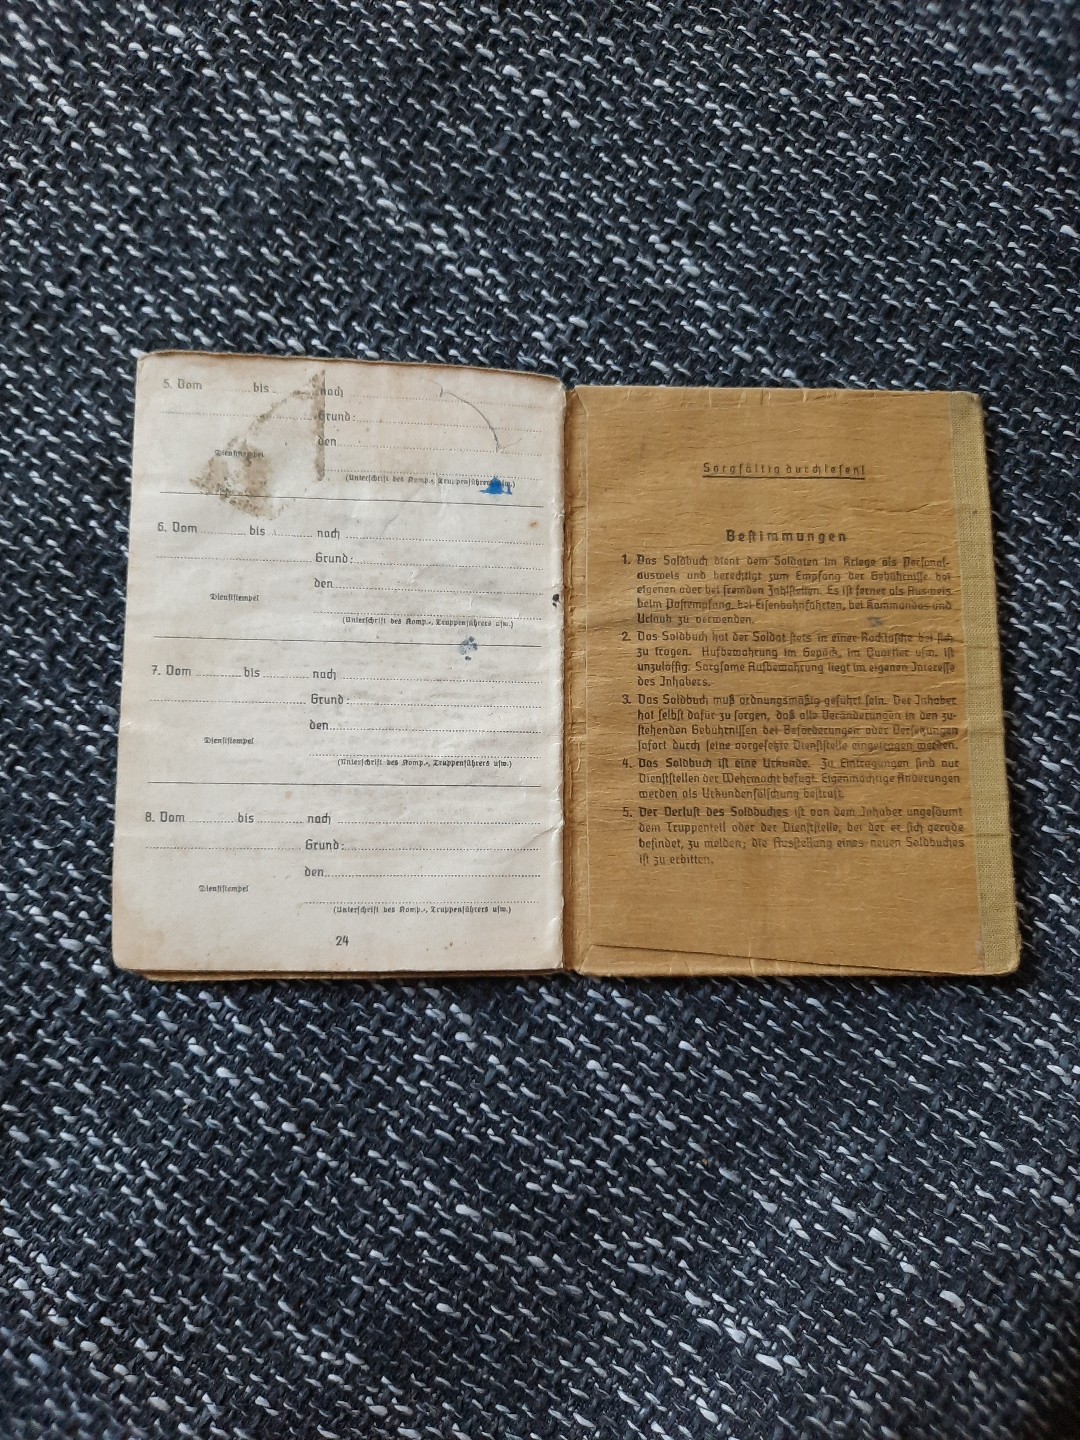 5. Vom bis nach
Grund:
den
Dienststempel
(Unterschrift des Komp.-, Truppenführers usw.)
6. Vom bis nach
Grund:
den
Dienststempel
(Unterschrift des Komp.-, Truppenführers usw.)
7. Vom bis nach
Grund:
den
Dienststempel
(Unterschrift des Komp.-, Truppenführers usw.)
8. Vom bis nach
Grund:
den
Dienststempel
(Unterschrift des Komp.-, Truppenführers usw.)
24
Sorgfältig durchlesen!
Bestimmungen
1. Das Soldbuch dient dem Soldaten im Kriege als Personal-
ausweis und berechtigt zum Empfang der Gebührnisse bei
eigenen oder bei fremden Zahlstellen. Es ist ferner als Ausweis
beim Postempfang, bei Eisenbahnfahrten, bei Kommandos und
Urlaub zu verwenden.
2. Das Soldbuch hat der Soldat stets in einer Rocktasche bei sich
zu tragen. Aufbewahrung im Gepäck, im Quartier usw. ist
unzulässig. Sorgsame Aufbewahrung liegt im eigenen Interesse
des Inhabers.
3. Das Soldbuch muß ordnungsmäßig geführt sein. Der Inhaber
hat selbst dafür zu sorgen, daß alle Veränderungen in den zu-
stehenden Gebührnissen bei Beförderungen oder Versetzungen
sofort durch seine vorgesetzte Dienststelle eingetragen werden.
4. Das Soldbuch ist eine Urkunde. Zu Eintragungen sind nur
Dienststellen der Wehrmacht befugt. Eigenmächtige Änderungen
werden als Urkundenfälschung bestraft.
5. Der Verlust des Soldbuches ist von dem Inhaber ungesäumt
dem Truppenteil oder der Dienststelle, bei der er sich gerade
befindet, zu melden; die Ausstellung eines neuen Soldbuches
ist zu erbitten.